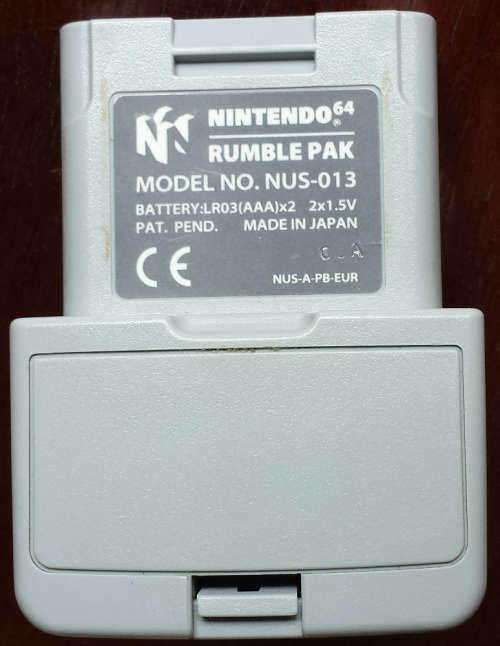 NINTENDO64®
RUMBLE PAK
MODEL NO. NUS-013
BATTERY:LR03(AAA)x2 2x1.5V
PAT. PEND. MADE IN JAPAN
CE
NUS-A-PB-EUR